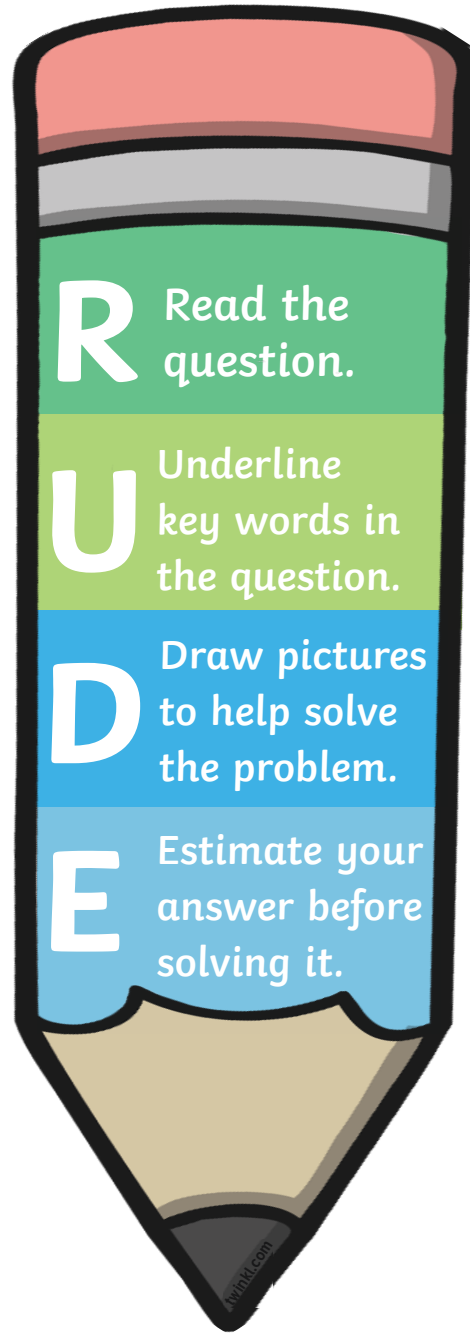 R
Read the
question.
U
Underline
key words in
the question.
D
Draw pictures
to help solve
the problem.
E
Estimate your
answer before
solving it.
twinkl.com